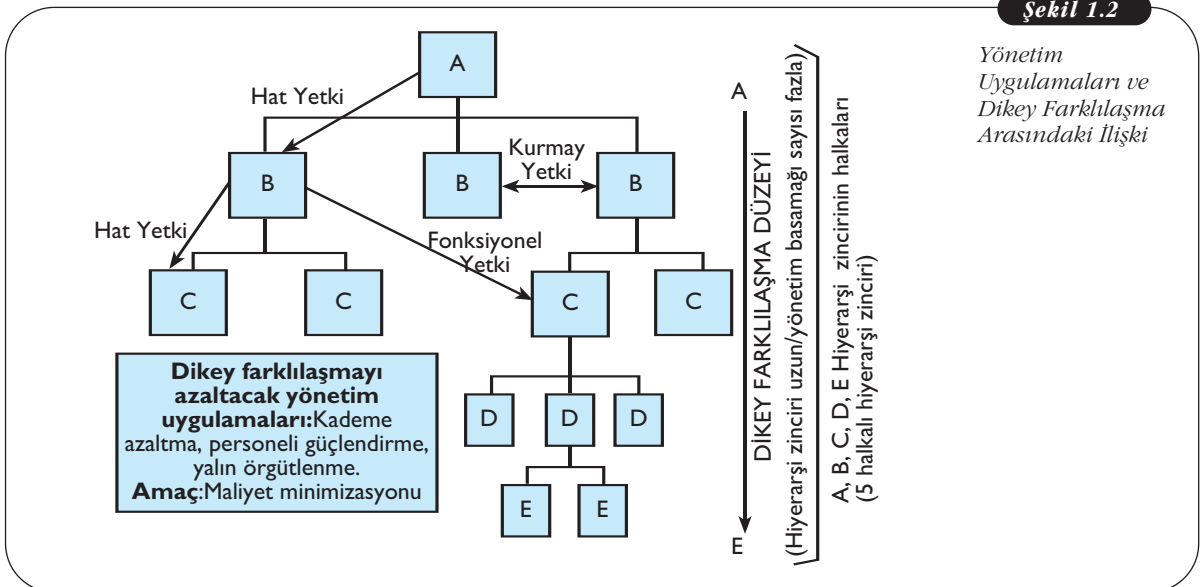 Şekil 1.2
Yönetim
Uygulamaları ve
Dikey Farklılaşma
Arasındaki İlişki
A
Hat Yetki
B
B
Kurmay
Yetki
B
Hat Yetki
Fonksiyonel
Yetki
C
C
C
C
Dikey farklılaşmayı
azaltacak yönetim
uygulamaları:Kademe
azaltma, personeli güçlendirme,
yalın örgütlenme.
Amaç:Maliyet minimizasyonu
D
D
D
E
E
A
E
DİKEY FARKLILAŞMA DÜZEYİ
(Hiyerarşi zinciri uzun/yönetim basamağı sayısı fazla)
A, B, C, D, E Hiyerarşi zincirinin halkaları
(5 halkalı hiyerarşi zinciri)